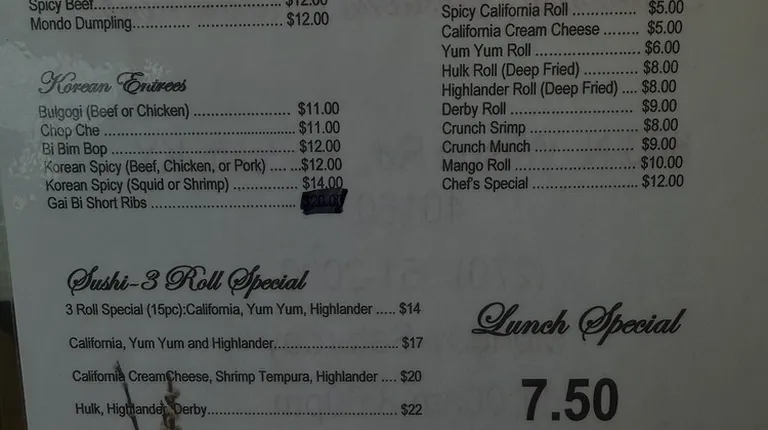 Spicy Beef.................................... $12.00
Mondo Dumpling............. ........................ $12.00
Korean Entrees
Bulgogi (Beef or Chicken) ........................ $11.00
Chop Che ................................................ $11.00
Bi Bim Bop ............................................... $12.00
Korean Spicy (Beef, Chicken, or Pork) .... ...$12.00
Korean Spicy (Squid or Shrimp) ................ $14.00
Gai Bi Short Ribs ..................................... $20.00
Sushi-3 Roll Special
3 Roll Special (15pc):California, Yum Yum, Highlander ..... $14
California, Yum Yum and Highlander............................... $17
California CreamCheese, Shrimp Tempura, Highlander .... $20
Hulk, Highlander, Derby..................................................... $22
Spicy California Roll ................ $5.00
California Cream Cheese ........ $5.00
Yum Yum Roll ......................... $6.00
Hulk Roll (Deep Fried) ............ $8.00
Highlander Roll (Deep Fried) .... $8.00
Derby Roll ................................ $9.00
Crunch Srimp ........................... $8.00
Crunch Munch .......................... $9.00
Mango Roll .............................. $10.00
Chef's Special .......................... $12.00
Lunch Special
7.50